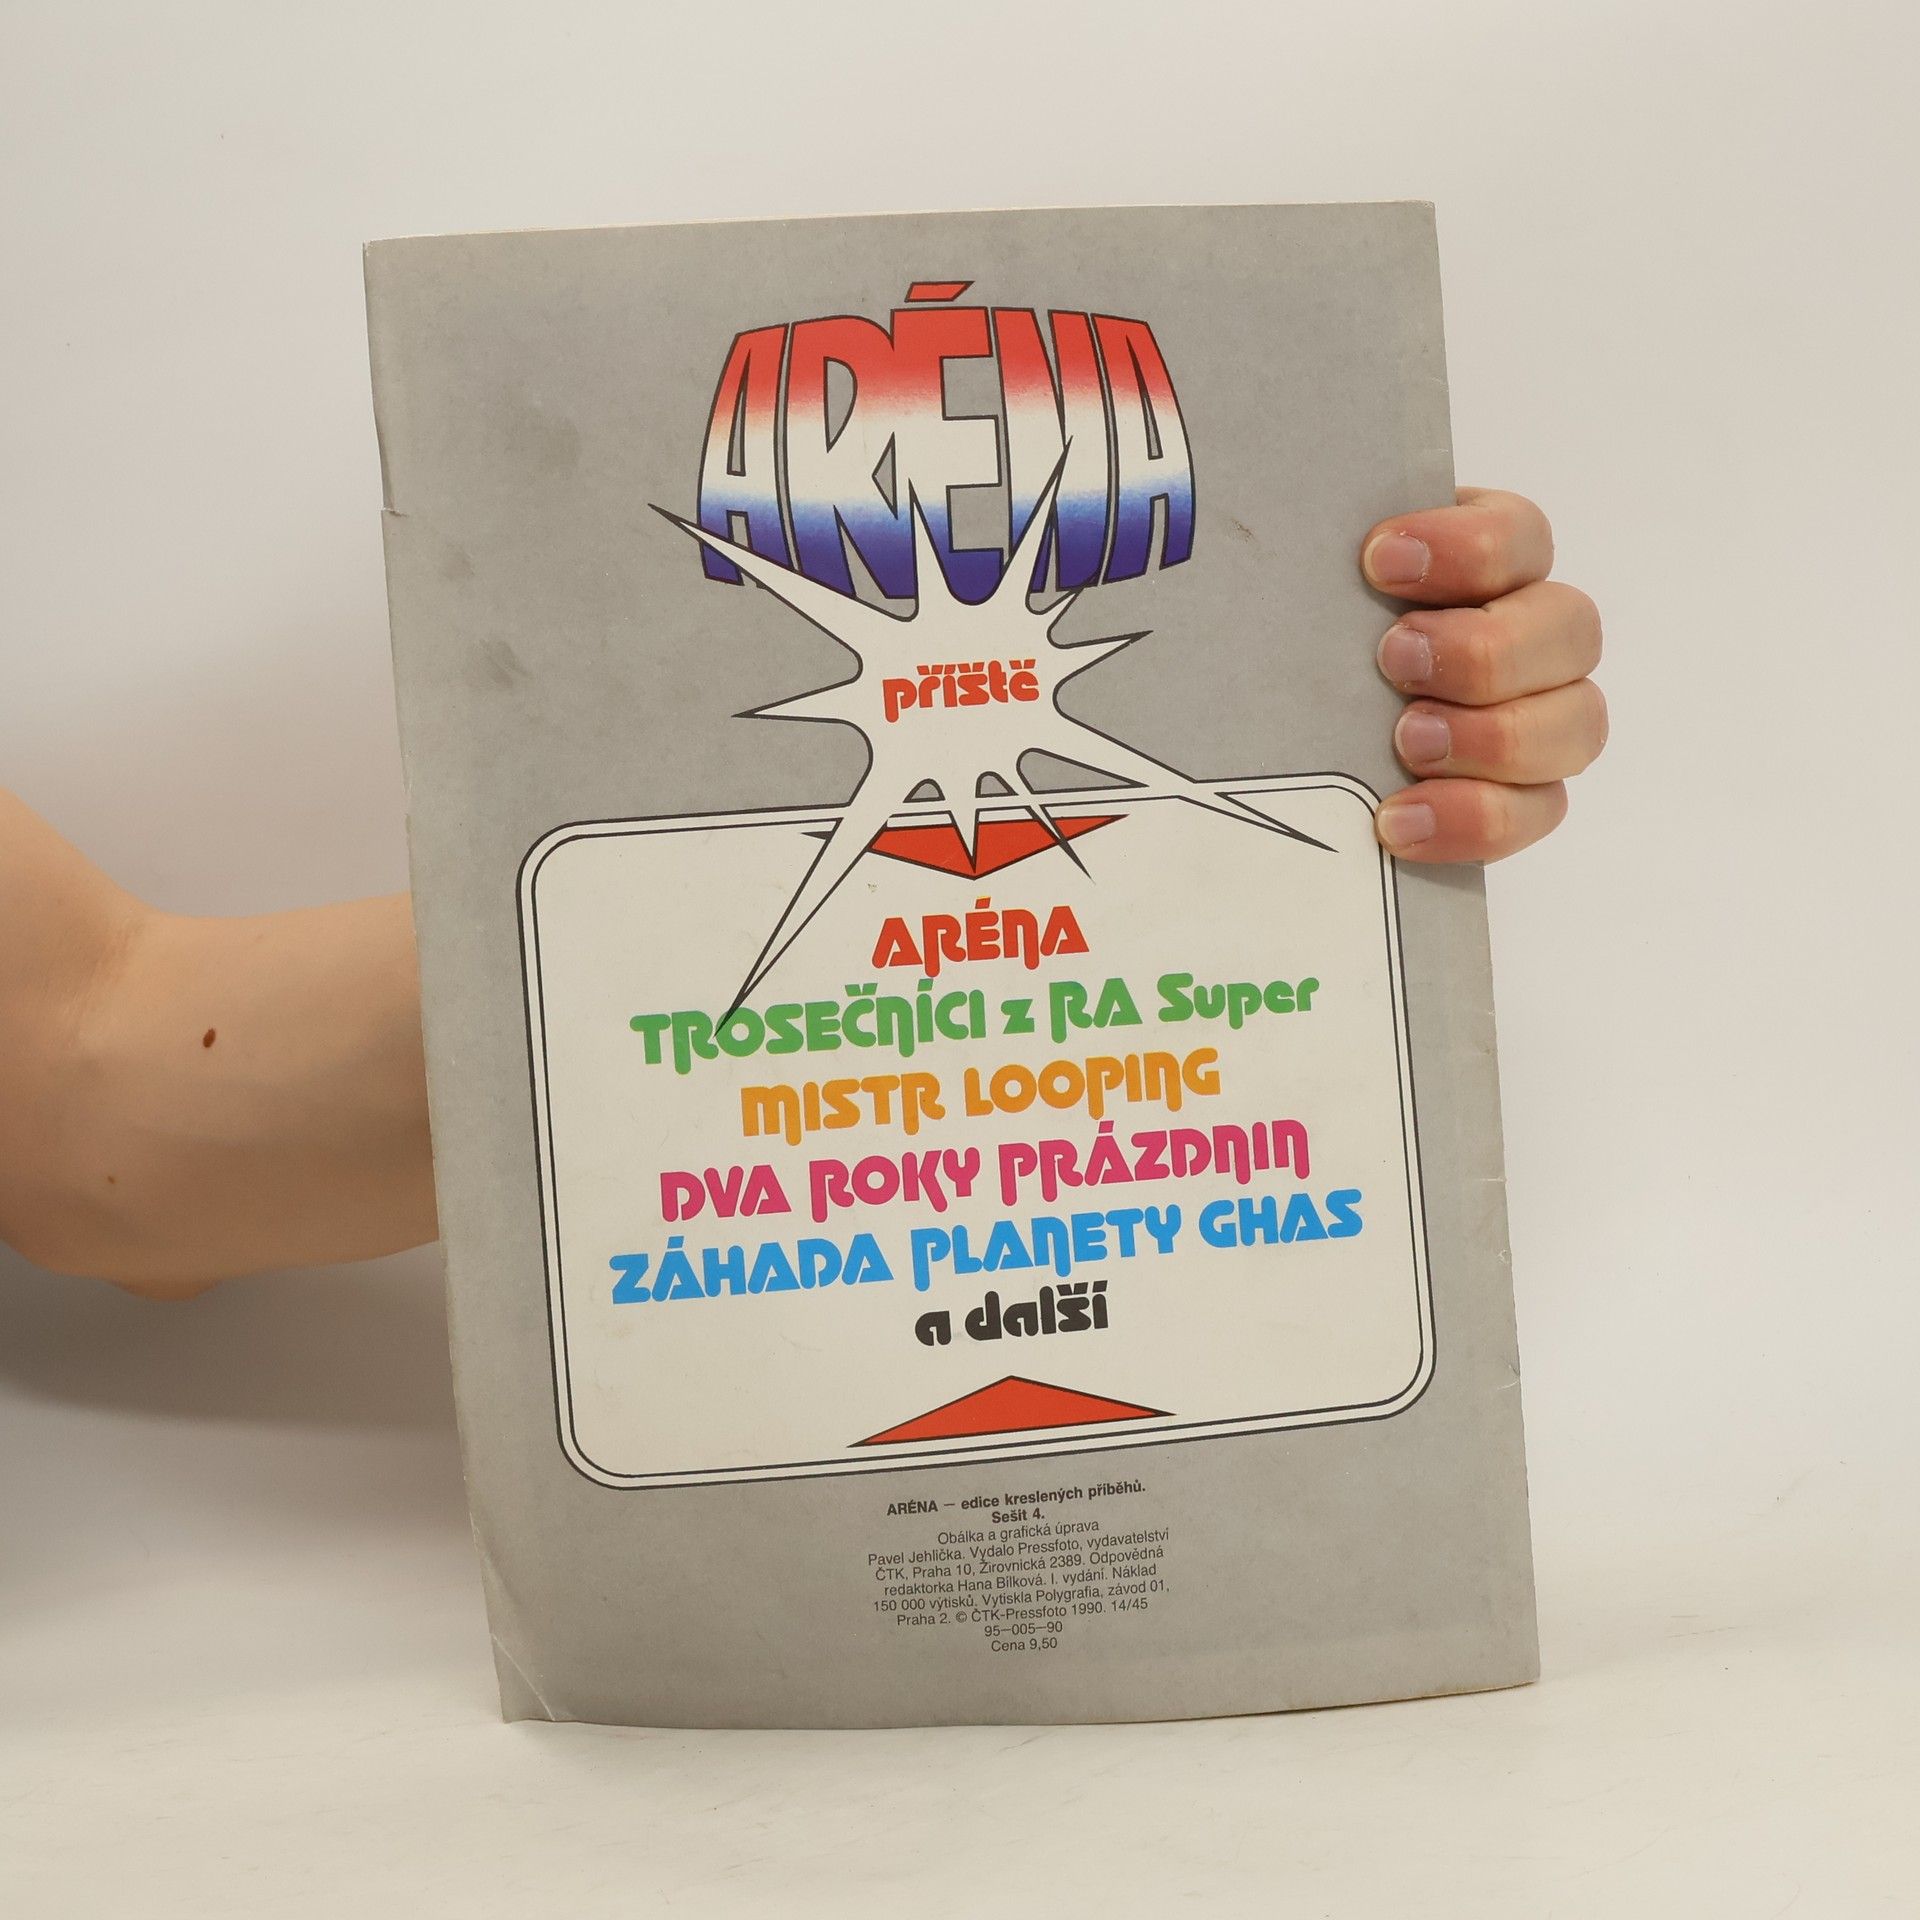 ARÉNA
příště
ARÉNA
TROSEČNÍCI z RA Super
MISTR LOOPING
DVA ROKY PRÁZDNIN
ZÁHADA PLANETY GHAS
a další
ARÉNA — edice kreslených příběhů.
Sešit 4.
Obálka a grafická úprava
Pavel Jehlička. Vydalo Pressfoto, vydavatelství
ČTK, Praha 10, Žirovnická 2389. Odpovědná
redaktorka Hana Bílková. I. vydání. Náklad
150 000 výtisků. Vytiskla Polygrafia, závod 01,
Praha 2. © ČTK-Pressfoto 1990. 14/45
95—005—90
Cena 9,50